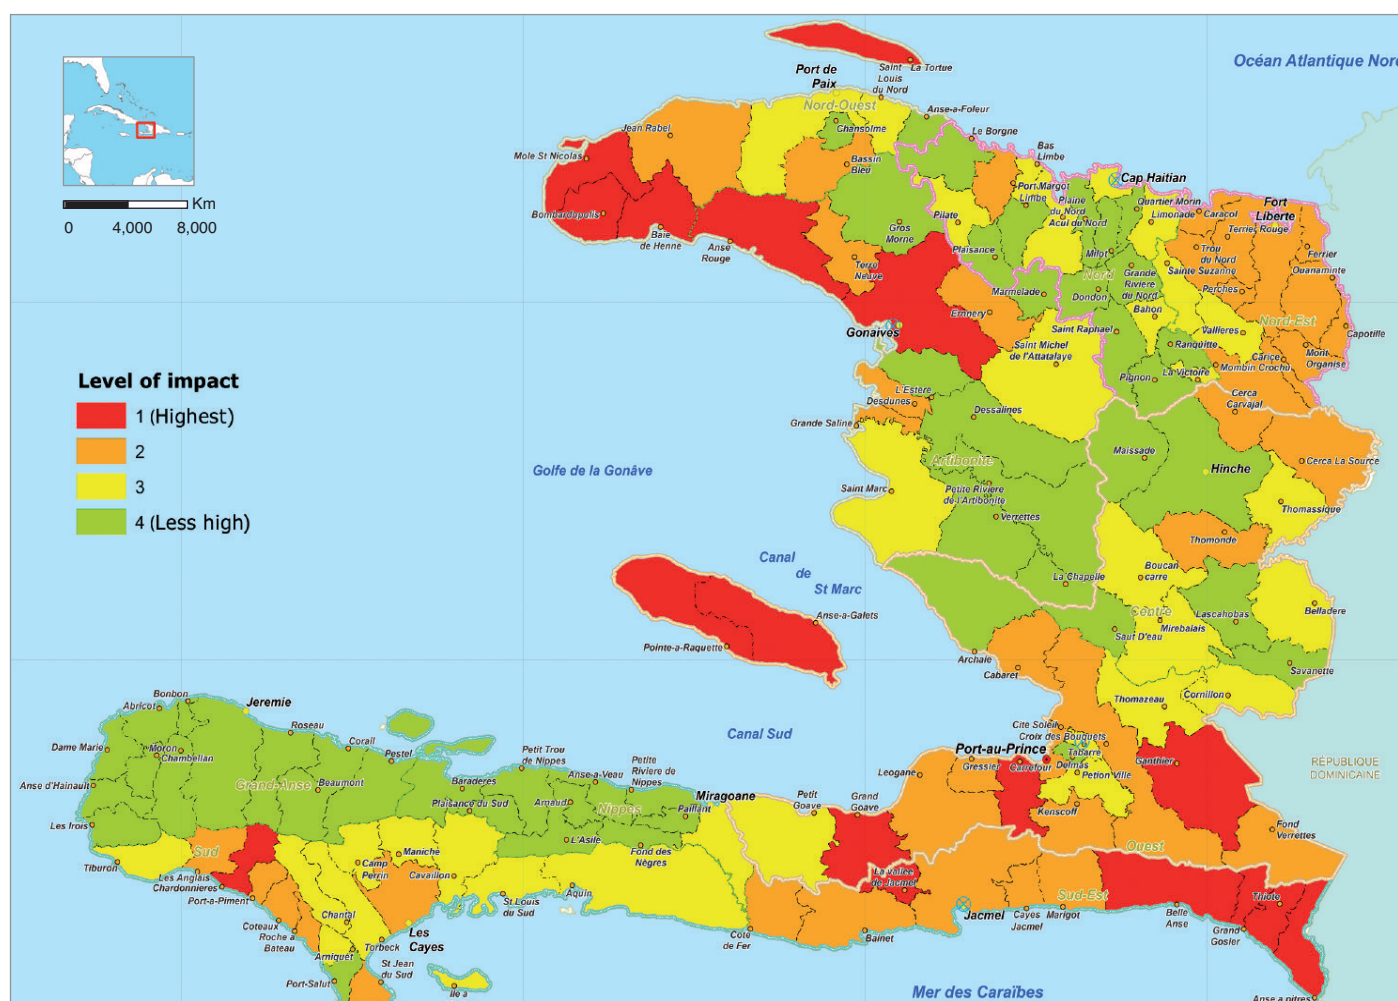 Océan Atlantique Nor
Km
0
4,000
8,000
Level of impact
1 (Highest)
2
3
4 (Less high)
Golfe de la Gonâve
Canal
de
St Marc
Canal Sud
Mer des Caraïbes
RÉPUBLIQUE
DOMINICAINE
La Tortue
Saint
Louis
du Nord
Port de
Paix
Nord-Ouest
Anse-a-Foleur
Jean Rabel
Chansolme
Le Borgne
Mole St Nicolas
Bassin
Bleu
Bas
Limbe
Cap Haitian
Port Margot
Limbe
Plaine
du Nord
Acul du Nord
Quartier Morin
Limonade
Caracol
Fort
Liberte
Terrier Rouge
Bombardopolis
Baie
de Henne
Anse
Rouge
Gros
Morne
Pilate
Plaisance
Milot
Nord
Trou
du Nord
Sainte Suzanne
Ferrier
Ouanaminte
Terre
Neuve
Marmelade
Dondon
Grande
Riviere
du Nord
Perches
Bahon
Ennery
Gonaives
Saint Raphael
Vallieres
Nord-Est
Capotille
Saint Michel
de l'Attatalaye
Ranquitte
Carice
Mombin Crochu
Mont
Organise
Pignon
La Victoire
L'Estere
Desdunes
Dessalines
Cerca
Carvajal
Grande Saline
Maissade
Hinche
Cerca La Source
Artibonite
Saint Marc
Petite Riviere
de l'Artibonite
Verrettes
Thomassique
Thomonde
Boucan
carre
La Chapelle
Centre
Lascahobas
Belladere
Anse-a-Galets
Pointe-a-Raquette
Mirebalais
Saut D'eau
Archaie
Cabaret
Savanette
Thomazeau
Cornillon
Bonbon
Abricot
Jeremie
Roseau
Corail
Pestel
Dame Marie
Moron
Chambellan
Anse d'Hainault
Grand-Anse
Beaumont
Les Irois
Petit Trou
de Nippes
Baraderes
Anse-a-Veau
Petite
Riviere de
Nippes
Plaisance du Sud
Arnaud
Nippes
Paillant
Miragoane
L'Asile
Fond des
Nègres
Cite Soleil
Croix des Bouquets
Port-au-Prince
Tabarre
Delmas
Leogane
Gressier
Carrefour
Petion Ville
Ganthier
Petit
Goave
Grand
Goave
Kenscoff
Fond
Verrettes
Ouest
Tiburon
Sud
Les Anglais
Chardonnieres
Port-a-Piment
Camp
Perrin
Maniche
Cavaillon
La vallee
de Jacmel
Sud-Est
Thiote
Aquin
St Louis
du Sud
Coteaux
Roche a
Bateau
Chantal
Les
Cayes
Torbeck
Arniquet
St Jean
du Sud
Port-Salut
Ile a
Cote
de Fer
Bainet
Jacmel
Cayes
Jacmel
Marigot
Belle
Anse
Grand
Gosier
Anse a pitres